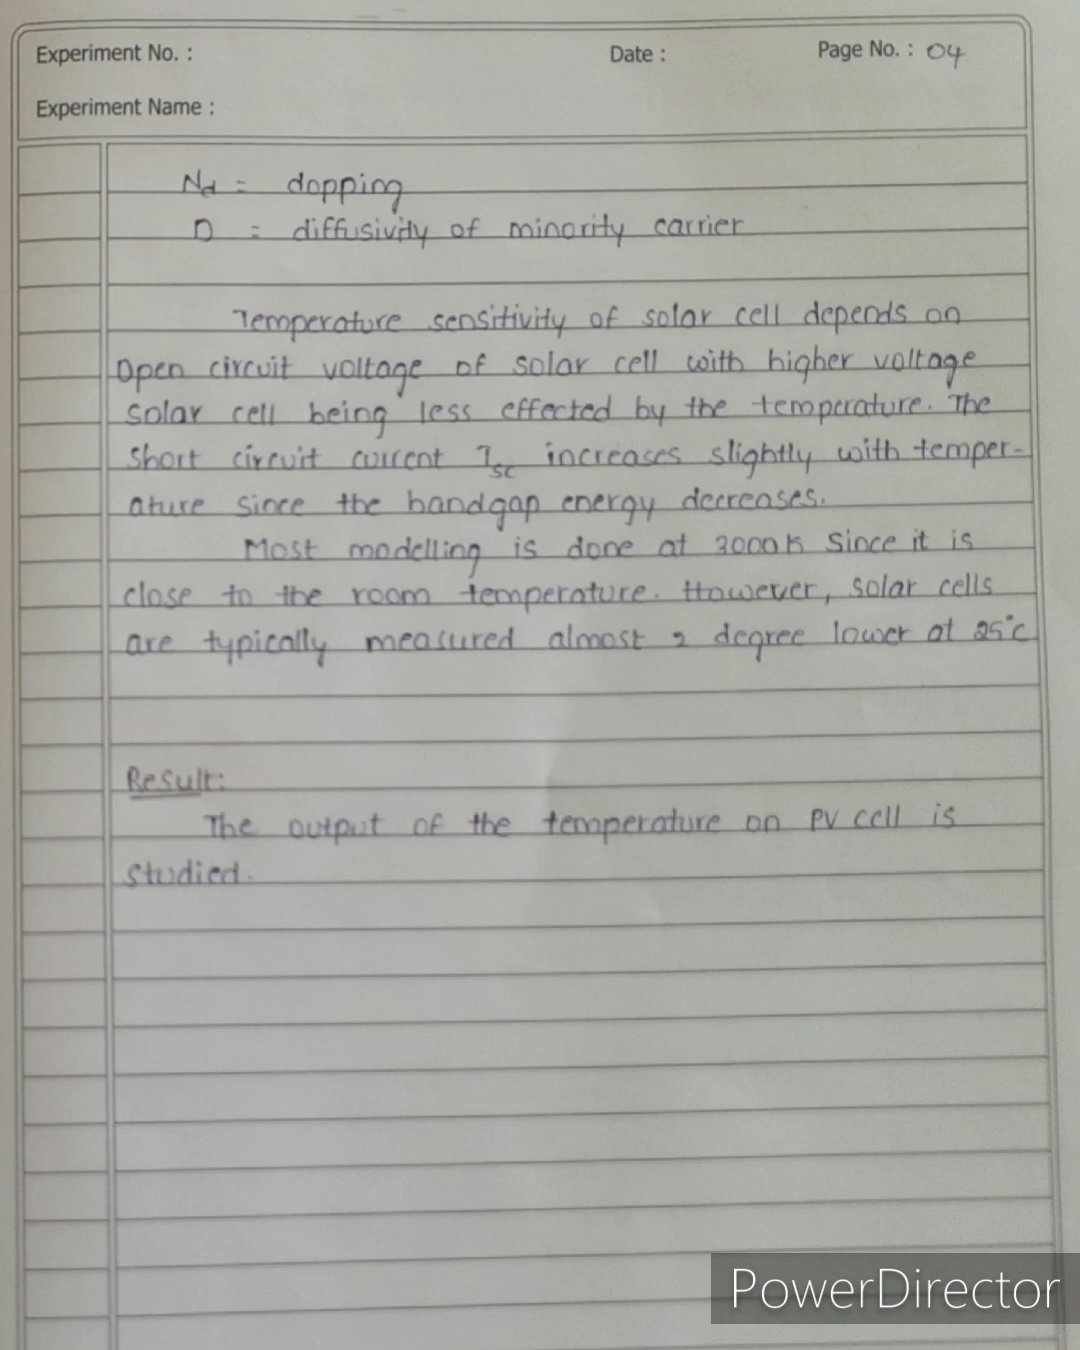 Experiment No. : Date : Page No. : 04
Experiment Name :
Nd = dopping
D = diffusivity of minority carrier
Temperature sensitivity of solar cell depends on
Open circuit voltage of solar cell with higher voltage
Solar cell being less effected by the temperature. The
Short circuit current Isc increases slightly with temper-
ature since the bandgap energy decreases.
Most modelling is done at 3000K Since it is
close to the room temperature. However, solar cells
are typically measured almost 2 degree lower at 25°c
Result:
The output of the temperature on PV cell is
Studied.
PowerDirector